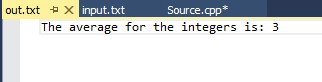 out.txt input.txt Source.cpp*
The average for the integers is: 3